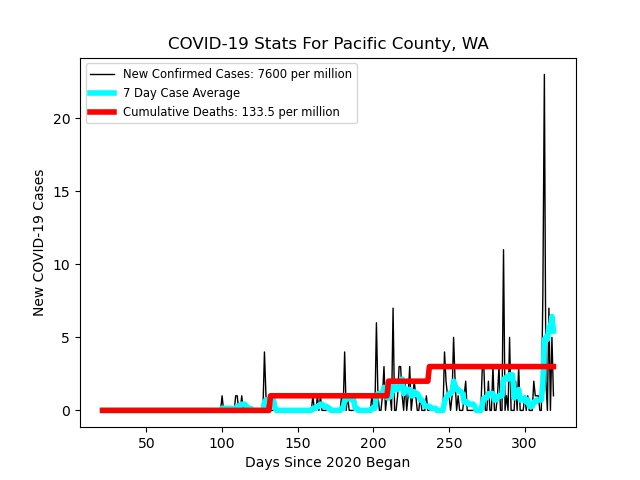 COVID-19 Stats For Pacific County, WA
New Confirmed Cases: 7600 per million
7 Day Case Average
Cumulative Deaths: 133.5 per million
New COVID-19 Cases
20
15
10
5
0
50 100 150 200 250 300
Days Since 2020 Began